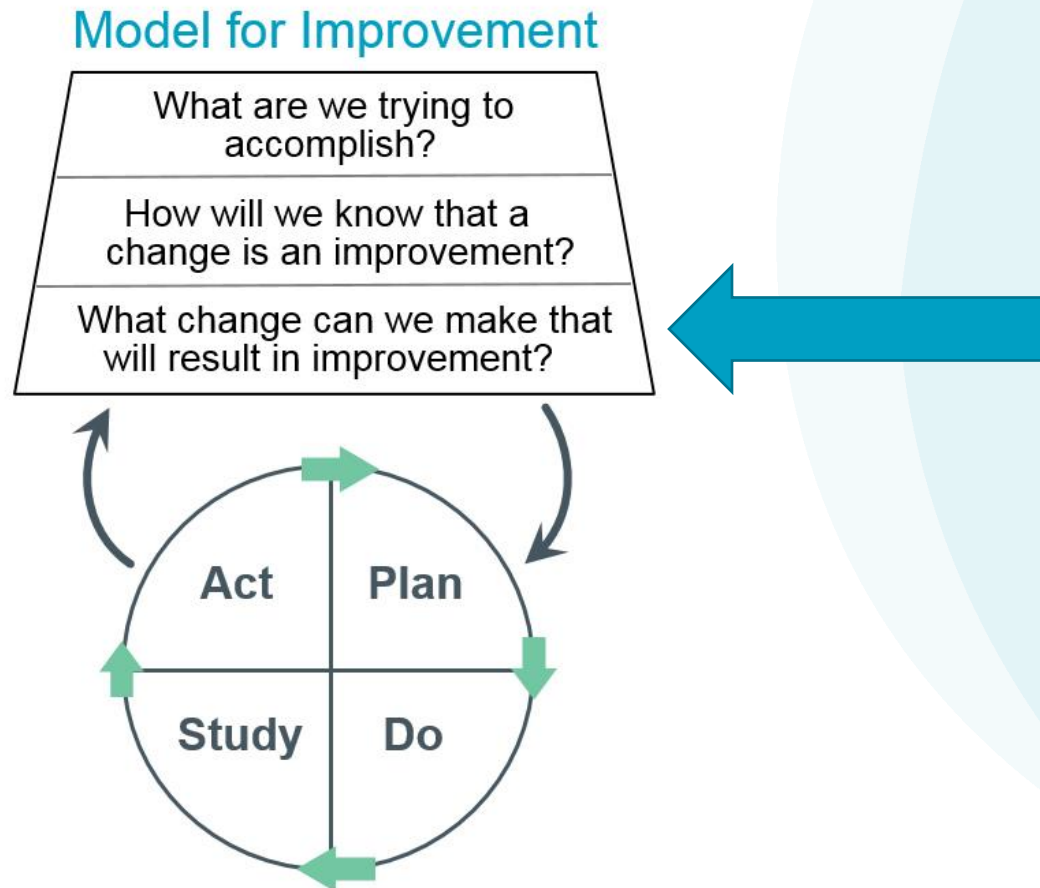 Model for Improvement
What are we trying to
accomplish?
How will we know that a
change is an improvement?
What change can we make that
will result in improvement?
Act
Plan
Study
Do